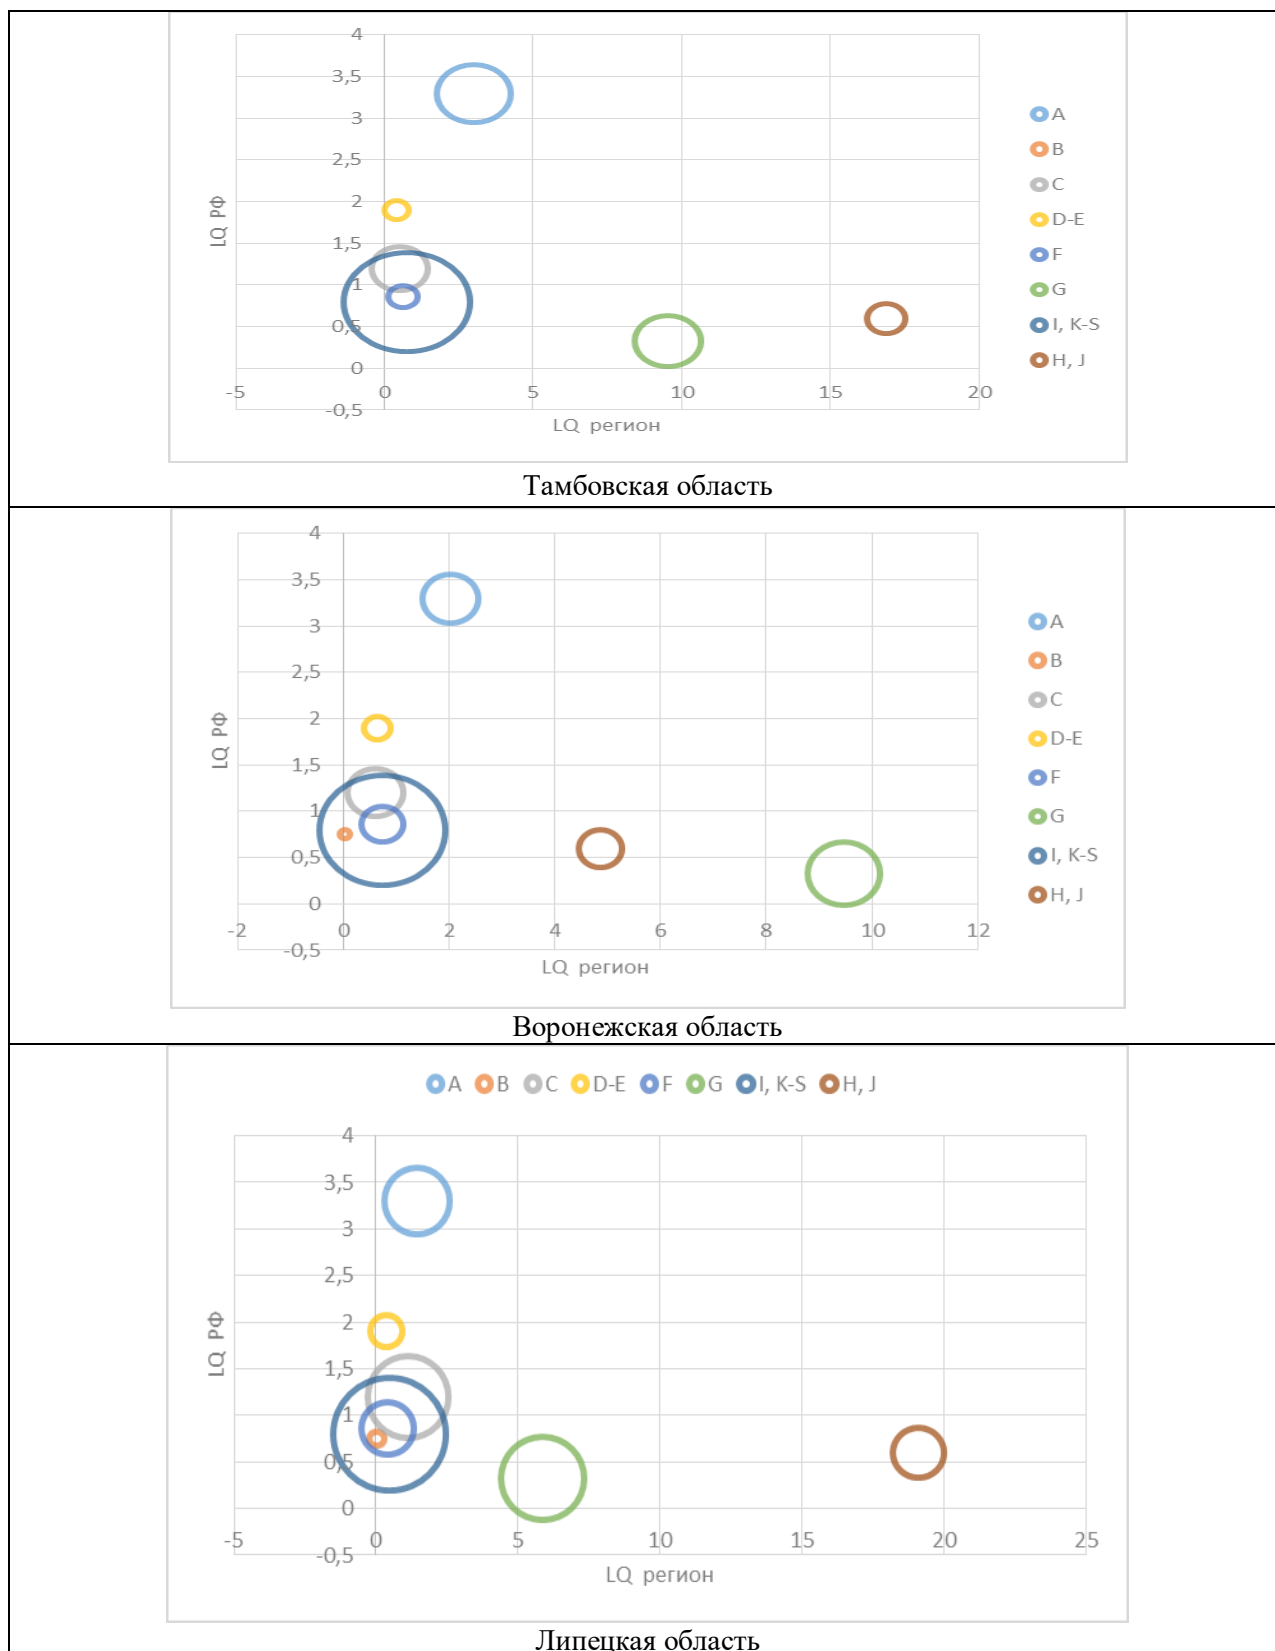 4
3,5
3
2,5
2
1,5
1
0,5
0
-0,5
-5 0 5 10 15 20
LQ РФ
LQ регион
A
B
C
D-E
F
G
I, K-S
H, J
Тамбовская область
4
3,5
3
2,5
2
1,5
1
0,5
0
-0,5
-2 0 2 4 6 8 10 12
LQ РФ
LQ регион
A
B
C
D-E
F
G
I, K-S
H, J
Воронежская область
A B C D-E F G I, K-S H, J
4
3,5
3
2,5
2
1,5
1
0,5
0
-0,5
-5 0 5 10 15 20 25
LQ РФ
LQ регион
Липецкая область